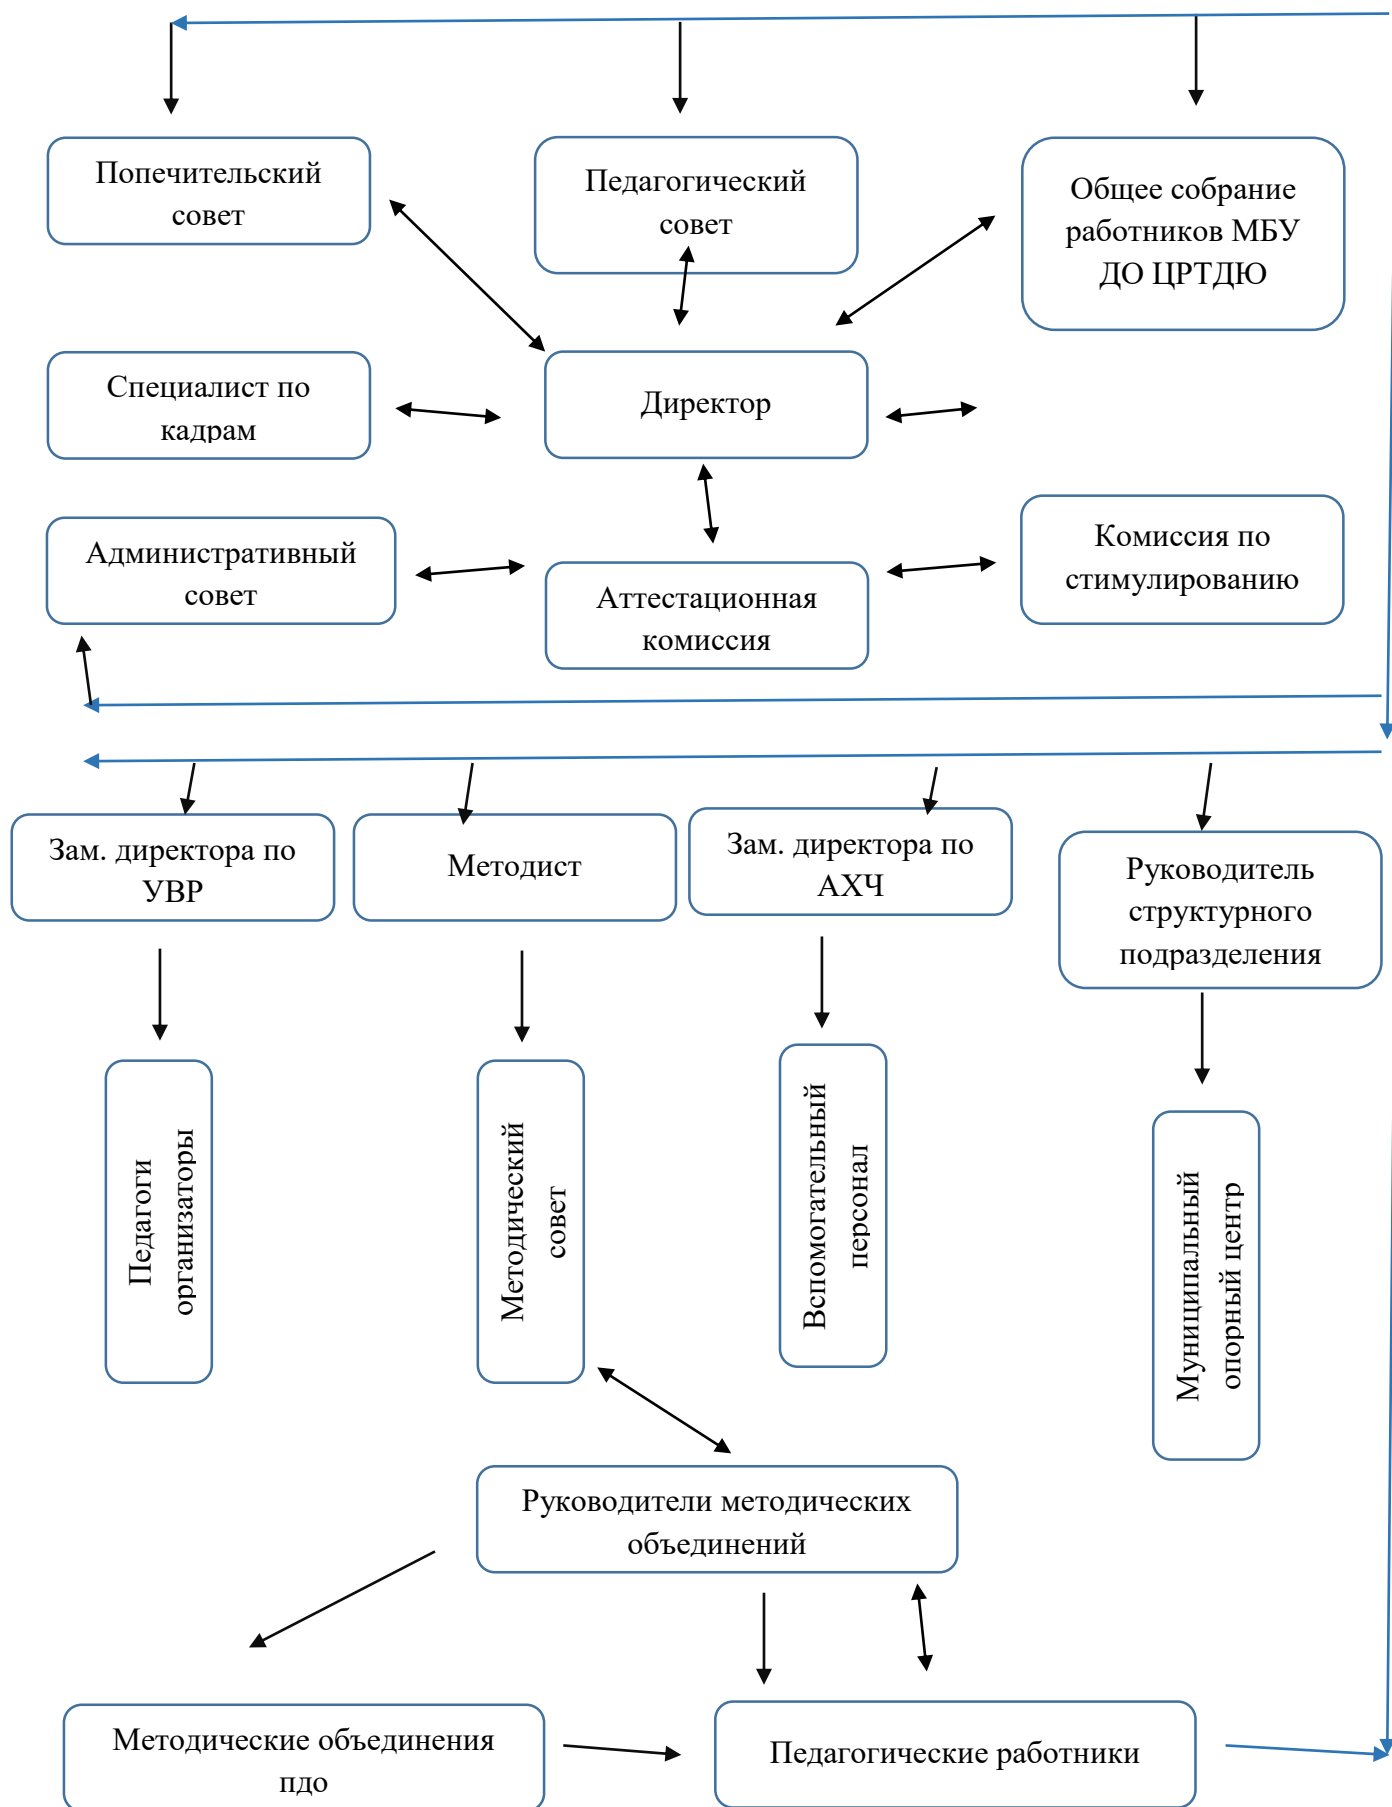 Попечительский
совет
Педагогический
совет
Общее собрание
работников МБУ
ДО ЦРТДЮ
Специалист по
кадрам
Директор
Административный
совет
Аттестационная
комиссия
Комиссия по
стимулированию
Зам. директора по
УВР
Методист
Зам. директора по
АХЧ
Руководитель
структурного
подразделения
Педагоги
организаторы
Методический
совет
Вспомогательный
персонал
Муниципальный
опорный центр
Руководители методических
объединений
Методические объединения
пдо
Педагогические работники